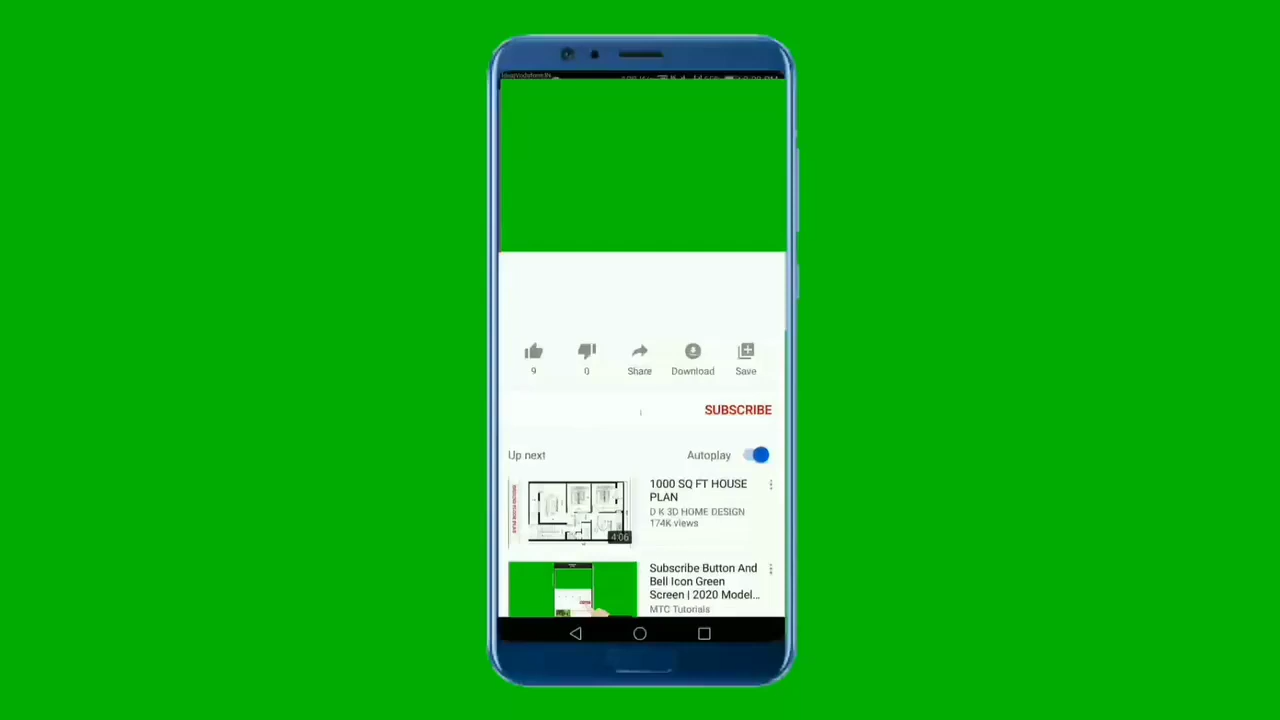 9
0
Share
Download
Save
SUBSCRIBE
Up next
Autoplay
1000 SQ FT HOUSE
PLAN
D K 3D HOME DESIGN
174K views
4:06
Subscribe Button And
Bell Icon Green
Screen | 2020 Model...
MTC Tutorials